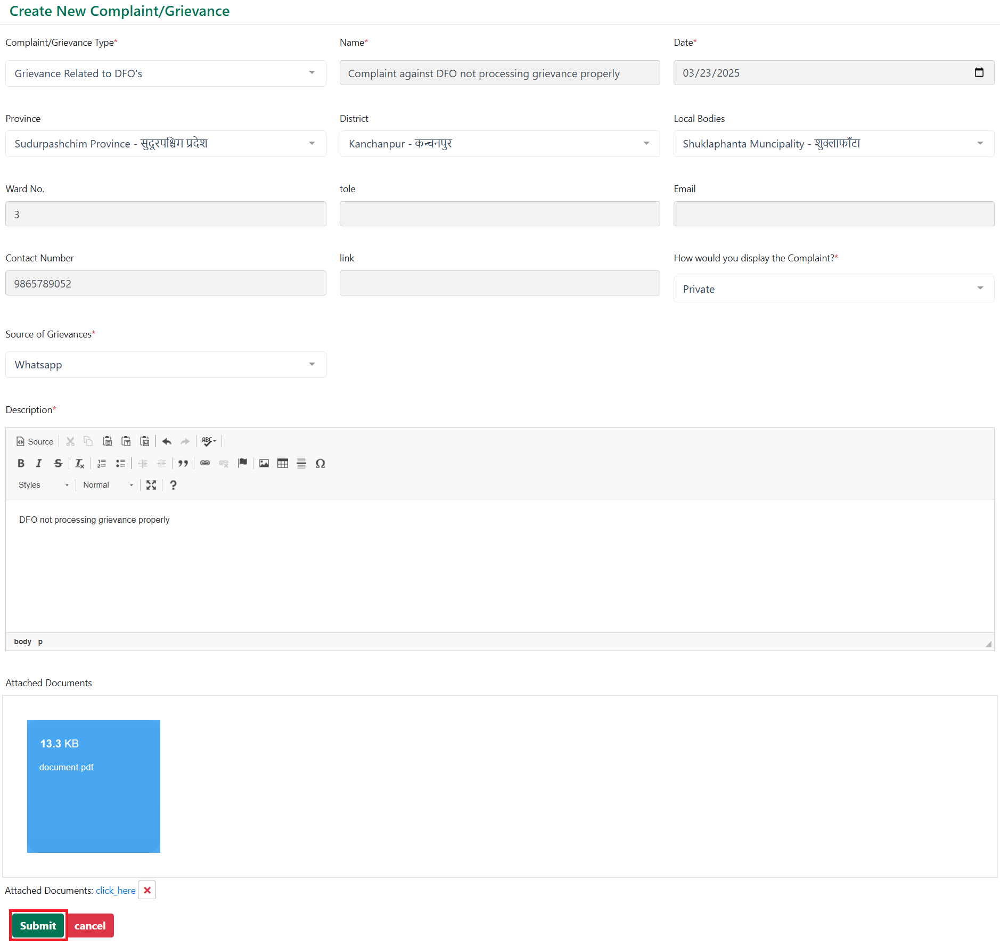 Create New Complaint/Grievance
Complaint/Grievance Type*
Name*
Date*
Grievance Related to DFO's
Complaint against DFO not processing grievance properly
03/23/2025
Province
District
Local Bodies
Sudurpashchim Province - सुदूरपश्चिम प्रदेश
Kanchanpur - कन्चनपुर
Shuklaphanta Muncipality - शुक्लाफाँटा
Ward No.
tole
Email
3
Contact Number
link
How would you display the Complaint?*
9865789052
Private
Source of Grievances*
Whatsapp
Description*
Source
ABC
Styles
Normal
DFO not processing grievance properly
body p
Attached Documents
13.3 KB
document.pdf
Attached Documents: click_here
Submit
cancel